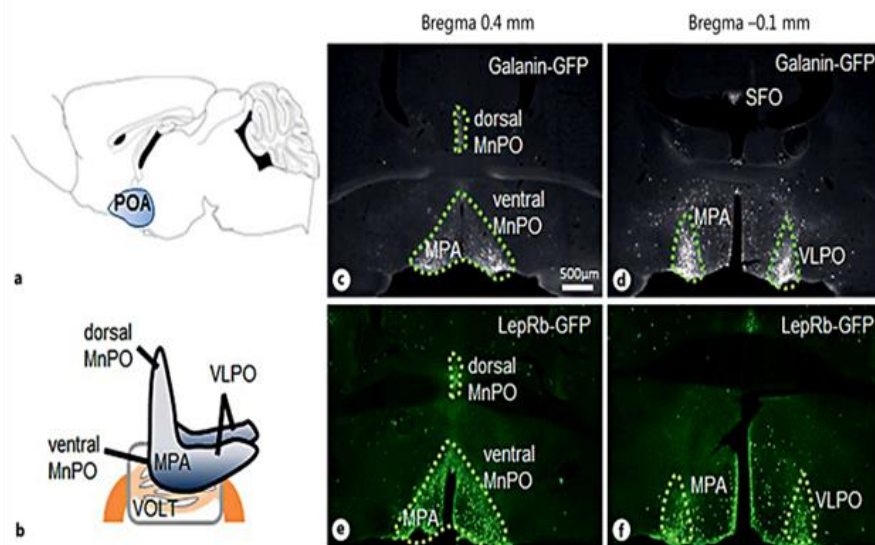 Bregma 0.4 mm
Bregma –0.1 mm
POA
a
Galanin-GFP
dorsal
MnPO
ventral
MnPO
MPA
500µm
c
Galanin-GFP
SFO
MPA
VLPO
d
dorsal
MnPO
VLPO
ventral
MnPO
MPA
VOLT
b
LepRb-GFP
dorsal
MnPO
ventral
MnPO
MPA
e
LepRb-GFP
MPA
VLPO
f